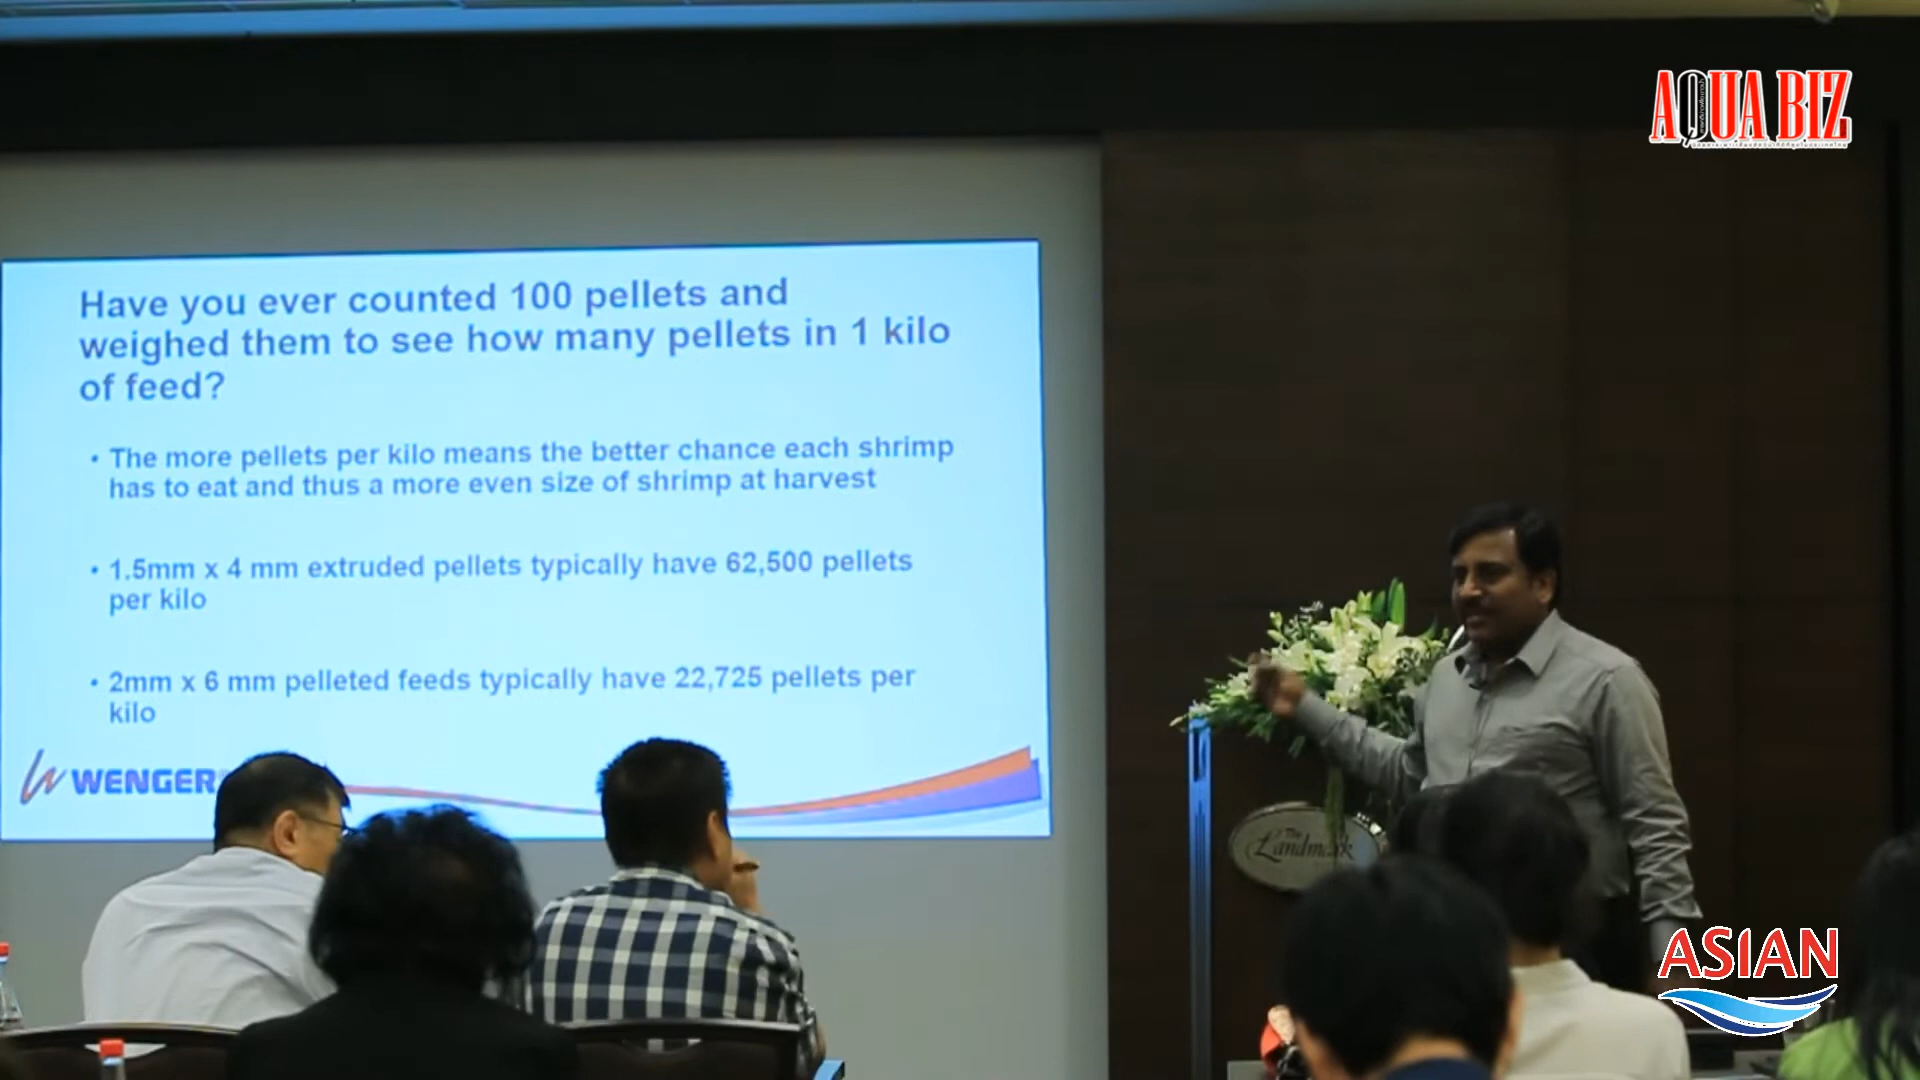 AQUA BIZ
Have you ever counted 100 pellets and
weighed them to see how many pellets in 1 kilo
of feed?
• The more pellets per kilo means the better chance each shrimp
has to eat and thus a more even size of shrimp at harvest
• 1.5mm x 4 mm extruded pellets typically have 62,500 pellets
per kilo
• 2mm x 6 mm pelleted feeds typically have 22,725 pellets per
kilo
WENGER
The
Landmark
ASIAN